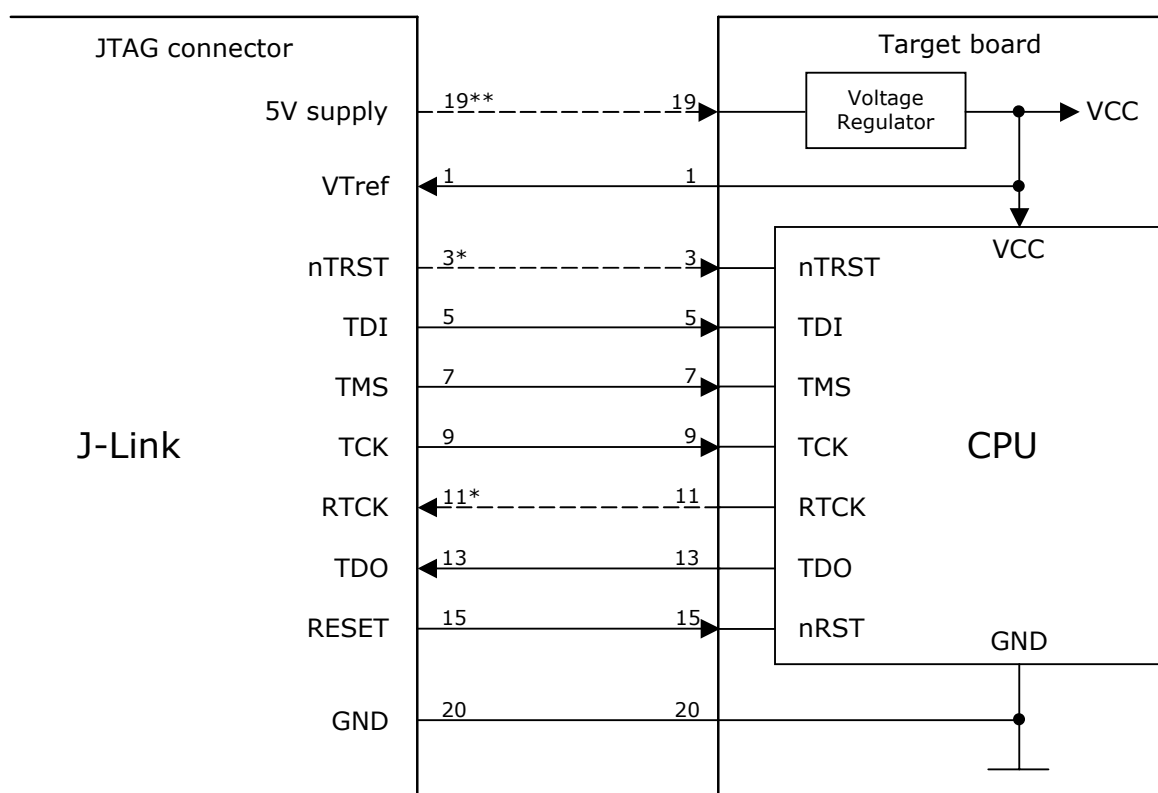 JTAG connector
Target board
5V supply
19**
19
Voltage
Regulator
VCC
VTref
1
1
VCC
nTRST
3*
3
nTRST
TDI
5
5
TDI
TMS
7
7
TMS
J-Link
TCK
9
9
TCK
CPU
RTCK
11*
11
RTCK
TDO
13
13
TDO
RESET
15
15
nRST
GND
GND
20
20